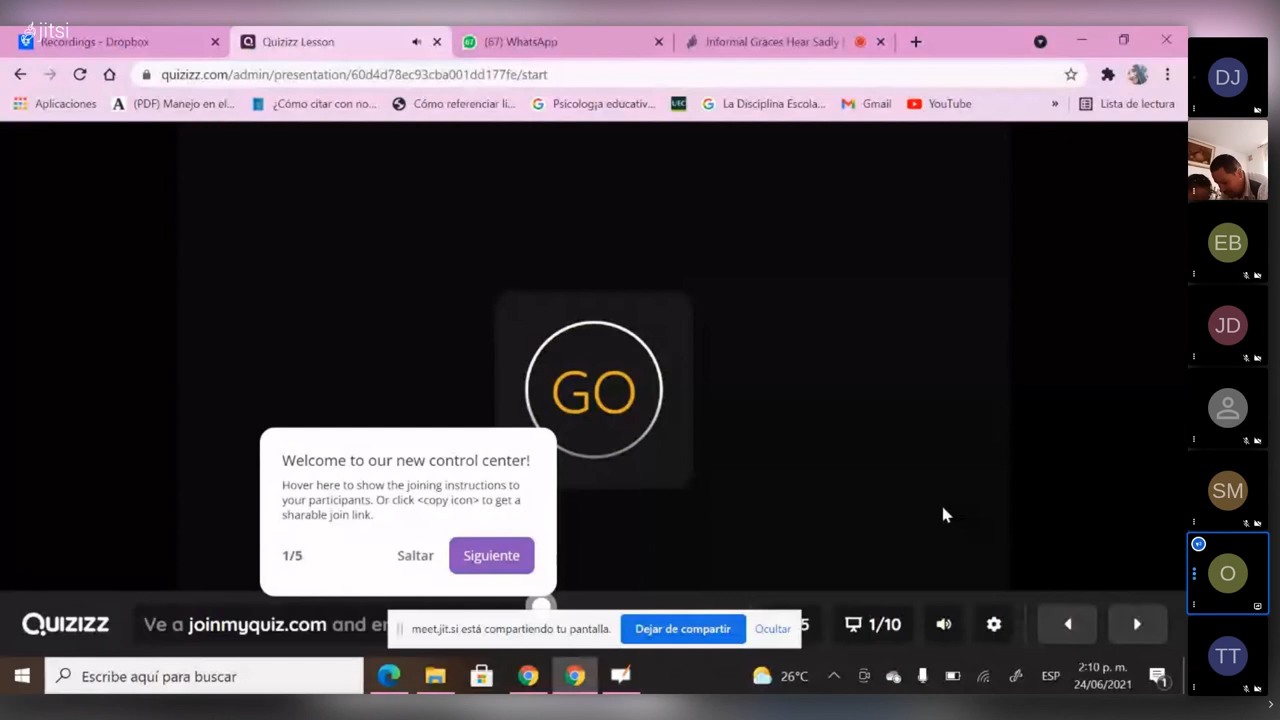 jitsi
Recordings - Dropbox
Quizizz Lesson
(67) WhatsApp
Informal Graces Hear Sadly |
quizizz.com/admin/presentation/60d4d78ec93cba001dd177fe/start
Aplicaciones
(PDF) Manejo en el...
¿Cómo citar con no...
Cómo referenciar li...
Psicolog¡a educativ...
UEC
La Disciplina Escola...
Gmail
YouTube
»
Lista de lectura
DJ
EB
JD
SM
O
TT
GO
Welcome to our new control center!
Hover here to show the joining instructions to
your participants. Or click <copy icon> to get a
sharable join link.
1/5
Saltar
Siguiente
QUIZIZZ
Ve a joinmyquiz.com and en
meet.jit.si está compartiendo tu pantalla.
Dejar de compartir
Ocultar
5
1/10
Escribe aquí para buscar
26°C
ESP
2:10 p. m.
24/06/2021
1